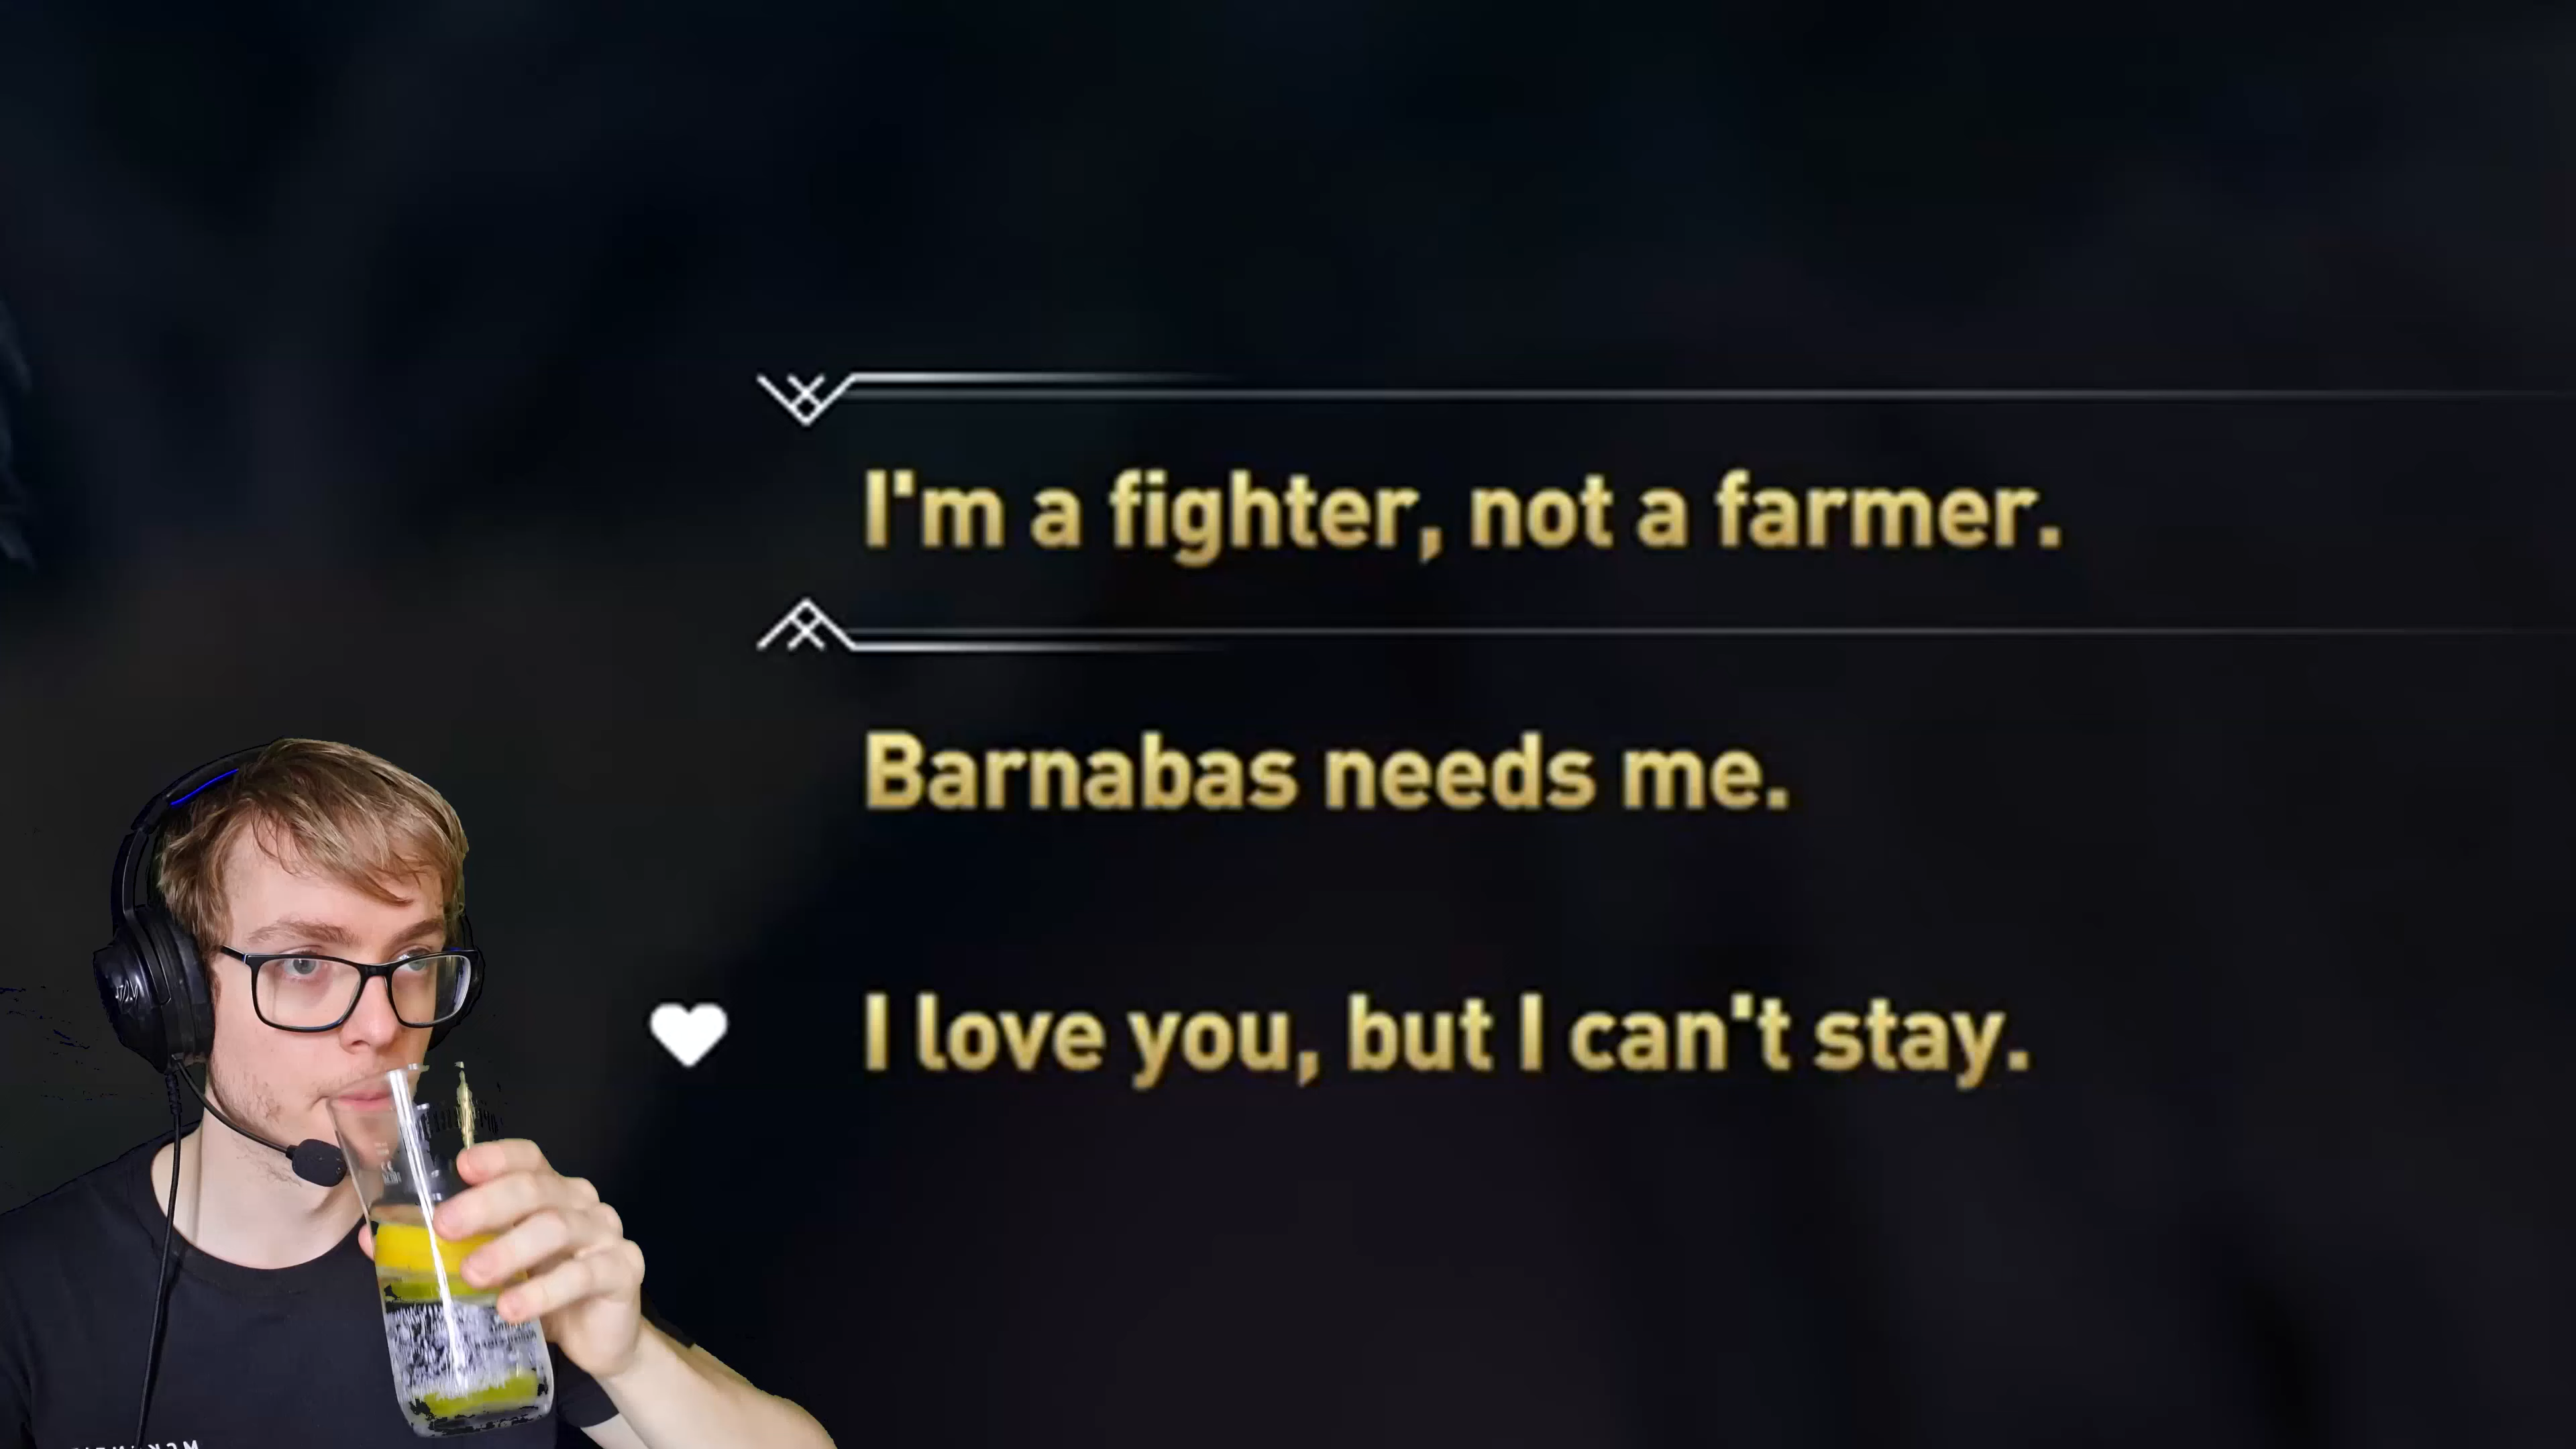 I'm a fighter, not a farmer.
Barnabas needs me.
I love you, but I can't stay.